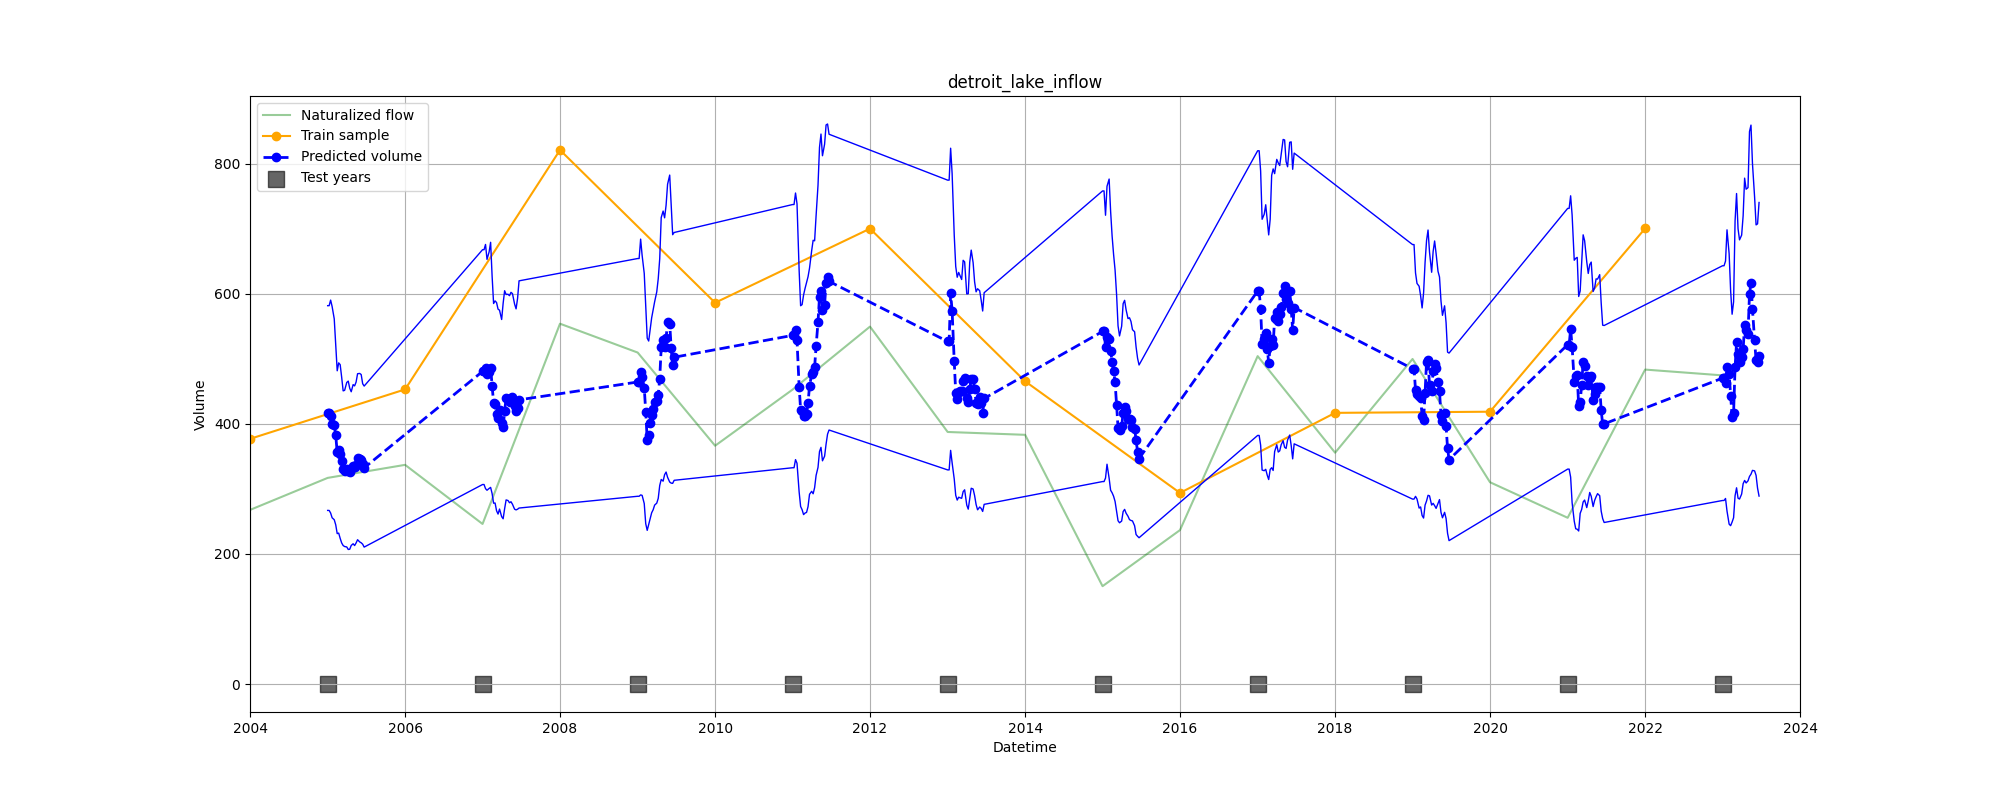 detroit_lake_inflow
Naturalized flow
Train sample
Predicted volume
Test years
Volume
800
600
400
200
0
2004 2006 2008 2010 2012 2014 2016 2018 2020 2022 2024
Datetime